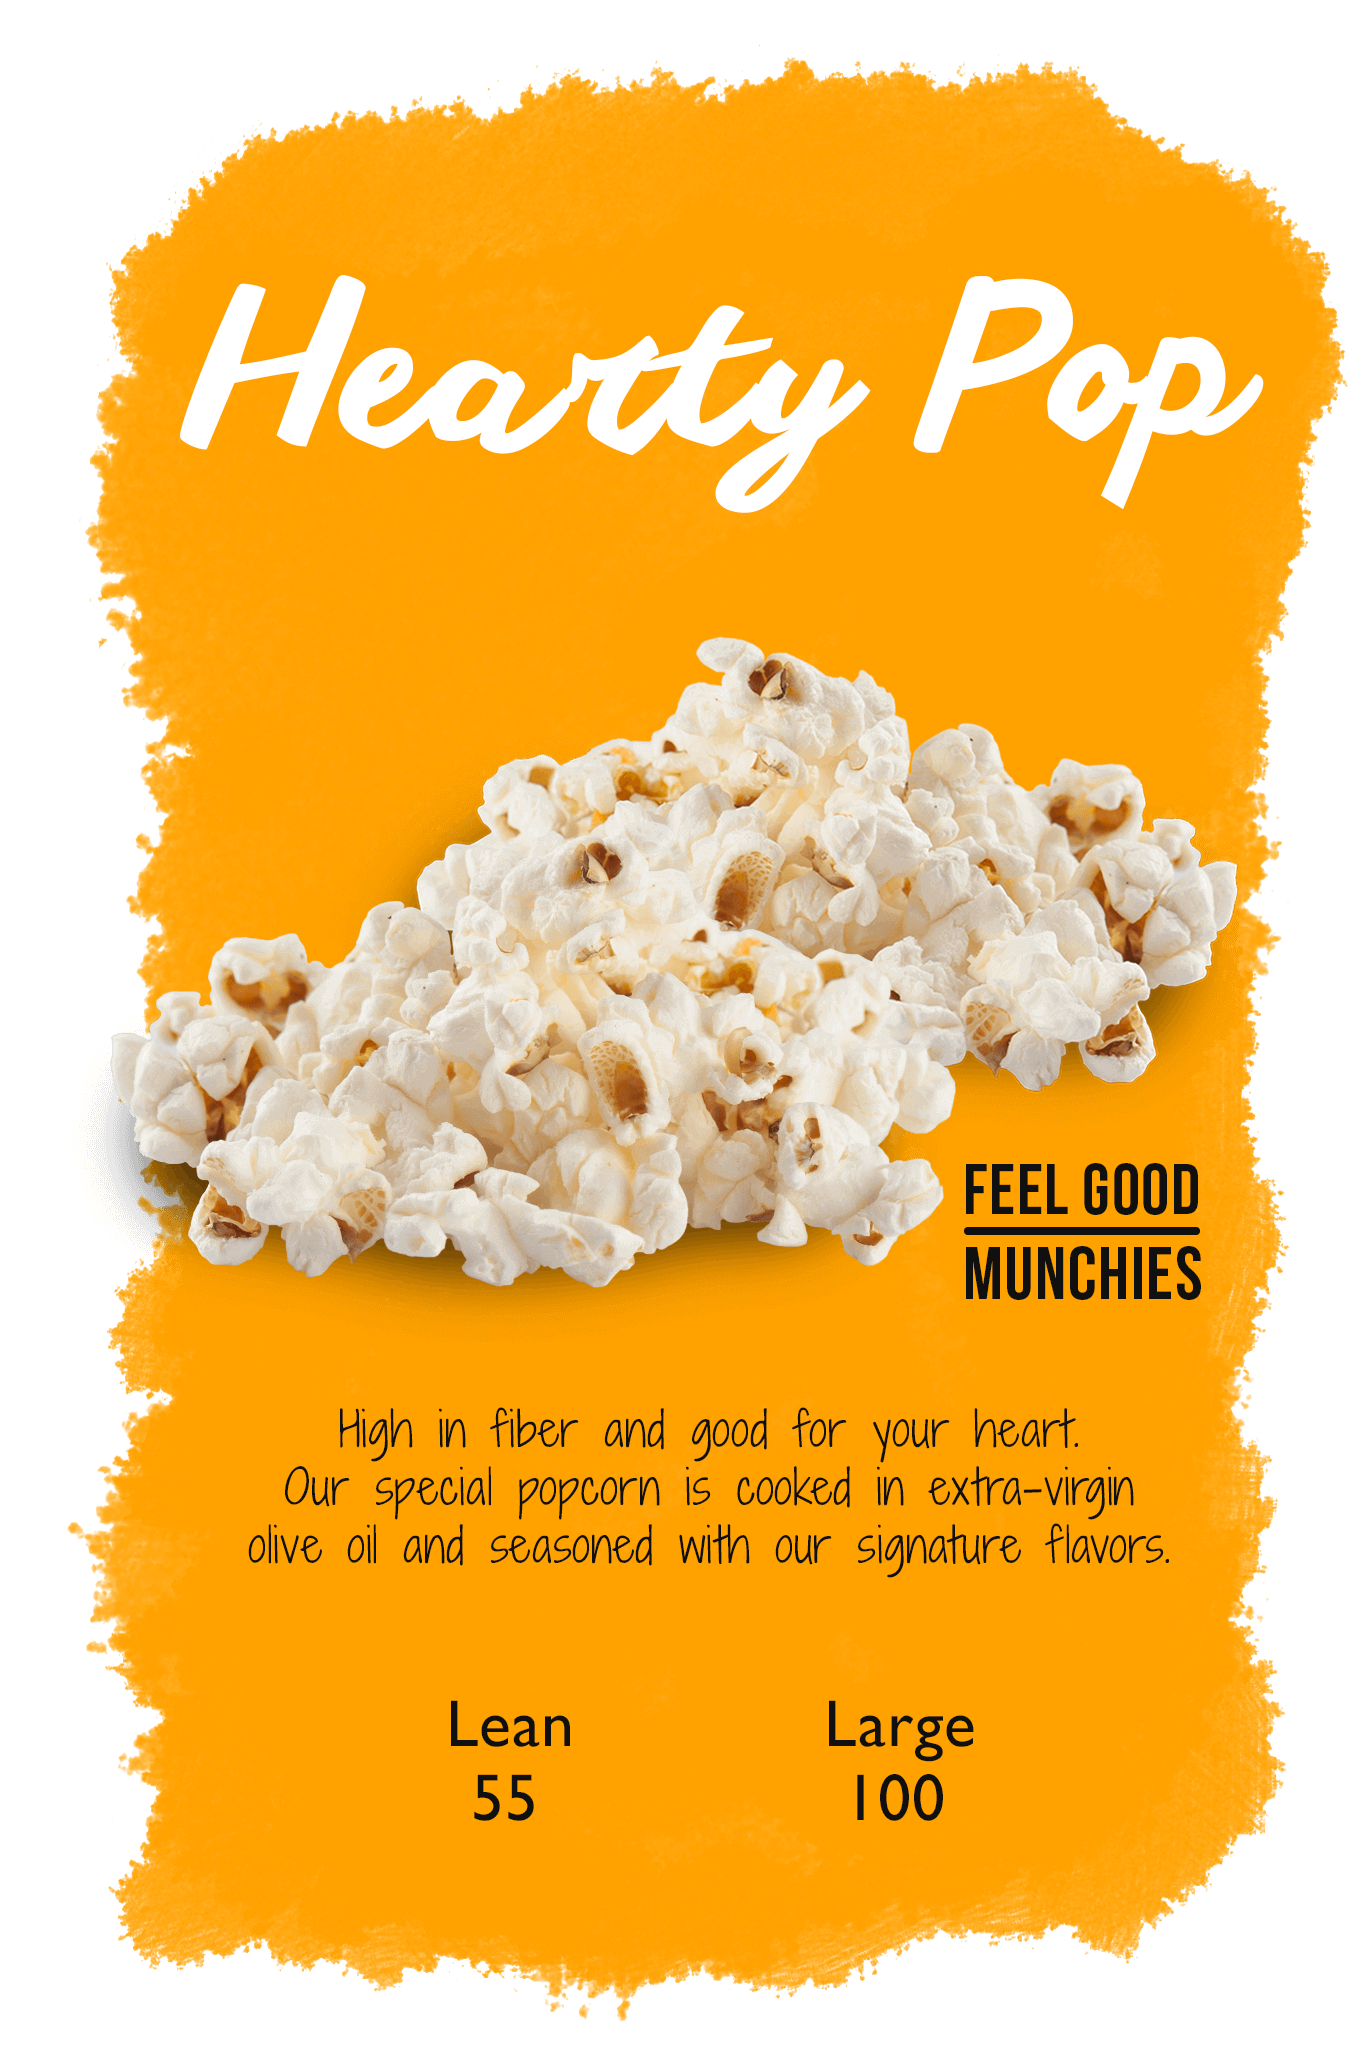 Hearty Pop
FEEL GOOD
MUNCHIES
High in fiber and good for your heart.
Our special popcorn is cooked in extra-virgin
olive oil and seasoned with our signature flavors.
Lean Large
55 100